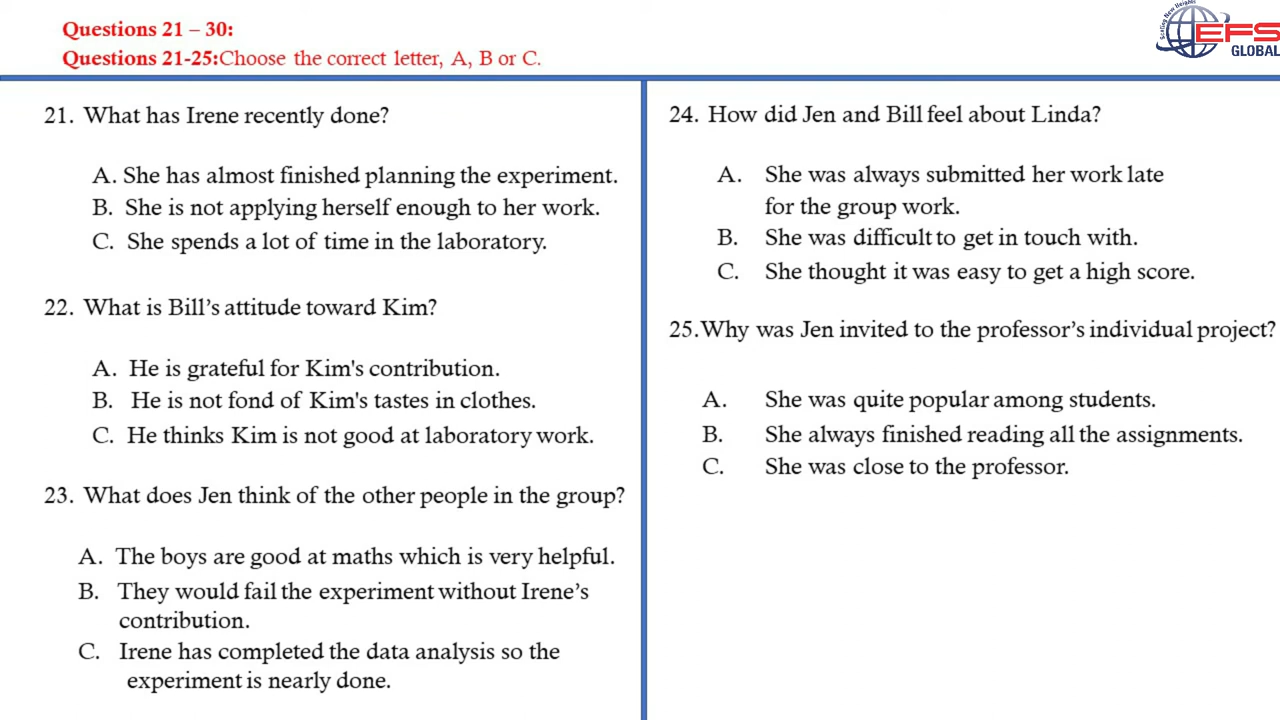 Questions 21 – 30:
Questions 21-25:Choose the correct letter, A, B or C.
Scaling New Heights
EFS
GLOBAL
21. What has Irene recently done?
A. She has almost finished planning the experiment.
B. She is not applying herself enough to her work.
C. She spends a lot of time in the laboratory.
22. What is Bill’s attitude toward Kim?
A. He is grateful for Kim's contribution.
B. He is not fond of Kim's tastes in clothes.
C. He thinks Kim is not good at laboratory work.
23. What does Jen think of the other people in the group?
A. The boys are good at maths which is very helpful.
B. They would fail the experiment without Irene’s
contribution.
C. Irene has completed the data analysis so the
experiment is nearly done.
24. How did Jen and Bill feel about Linda?
A. She was always submitted her work late
for the group work.
B. She was difficult to get in touch with.
C. She thought it was easy to get a high score.
25.Why was Jen invited to the professor’s individual project?
A. She was quite popular among students.
B. She always finished reading all the assignments.
C. She was close to the professor.